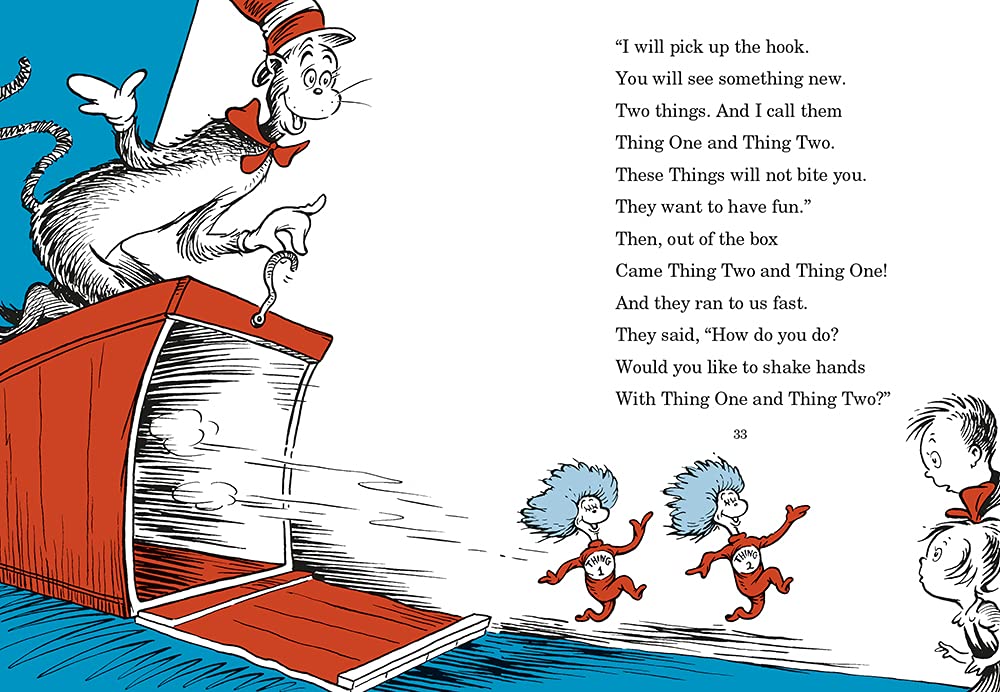 “I will pick up the hook.
You will see something new.
Two things. And I call them
Thing One and Thing Two.
These Things will not bite you.
They want to have fun.”
Then, out of the box
Came Thing Two and Thing One!
And they ran to us fast.
They said, “How do you do?
Would you like to shake hands
With Thing One and Thing Two?”
33
THING
1
THING
2